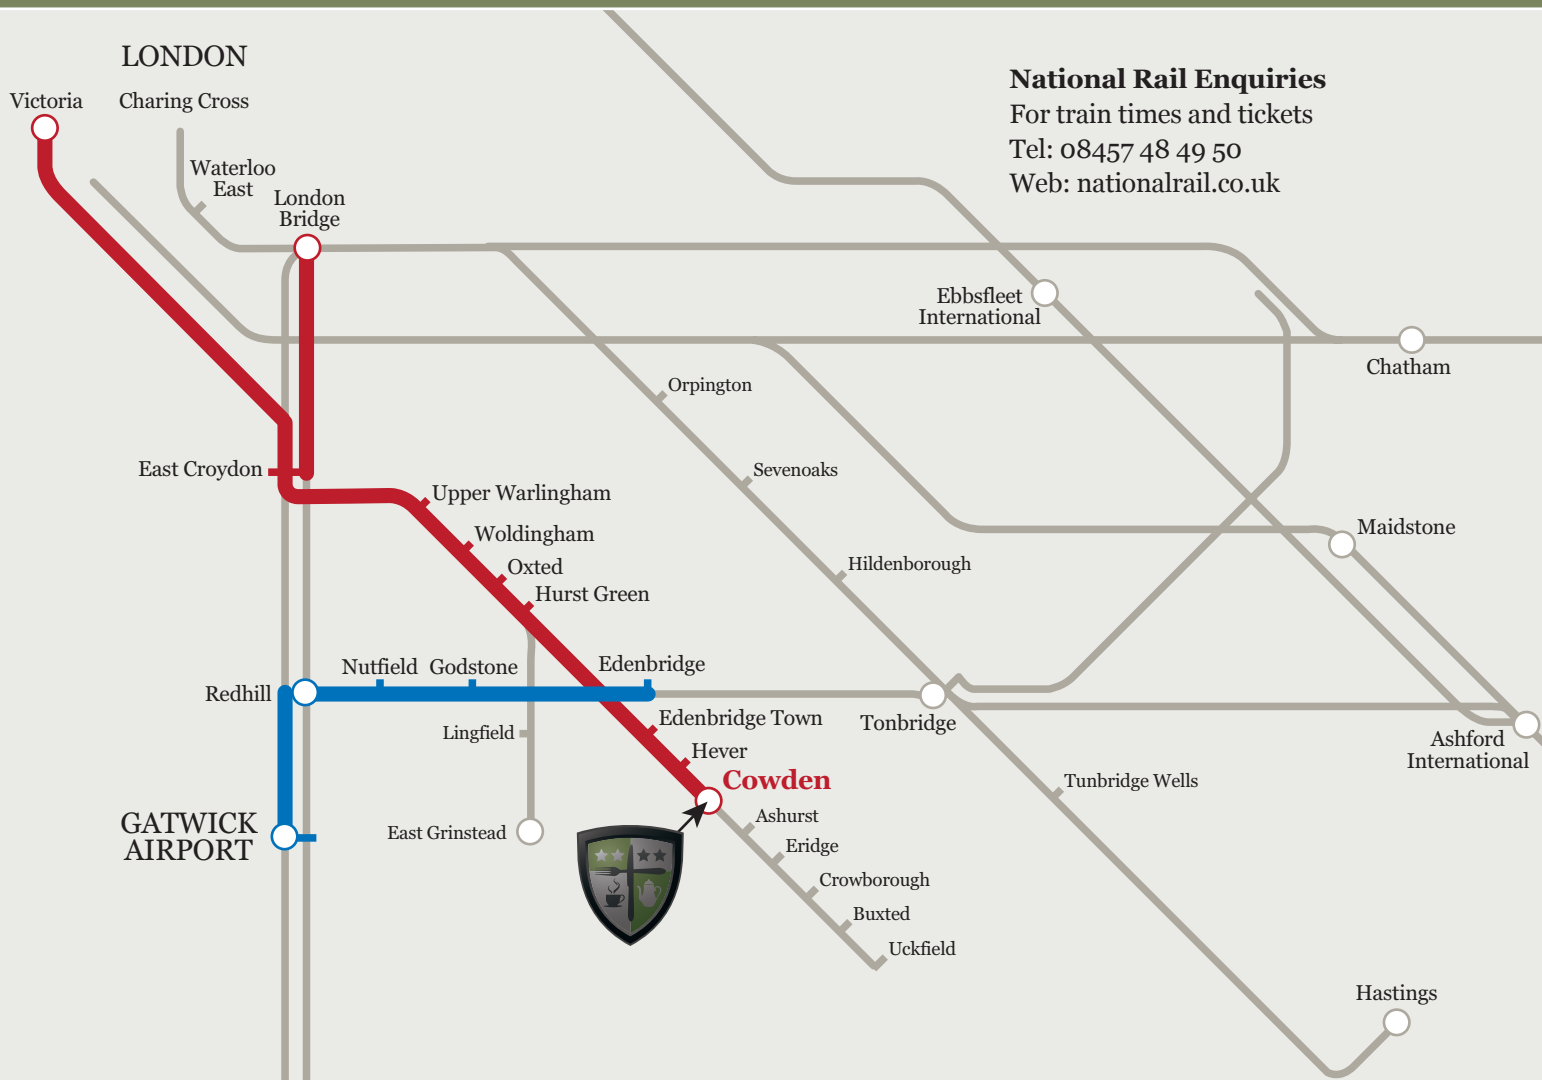 LONDON
Victoria
Charing Cross
National Rail Enquiries
For train times and tickets
Tel: 08457 48 49 50
Web: nationalrail.co.uk
Waterloo
East
London
Bridge
Ebbsfleet
International
Chatham
Orpington
East Croydon
Sevenoaks
Upper Warlingham
Maidstone
Woldingham
Oxted
Hildenborough
Hurst Green
Nutfield
Godstone
Edenbridge
Redhill
Edenbridge Town
Tonbridge
Lingfield
Hever
Ashford
International
Cowden
Tunbridge Wells
GATWICK
AIRPORT
East Grinstead
Ashurst
Eridge
Crowborough
Buxted
Uckfield
Hastings